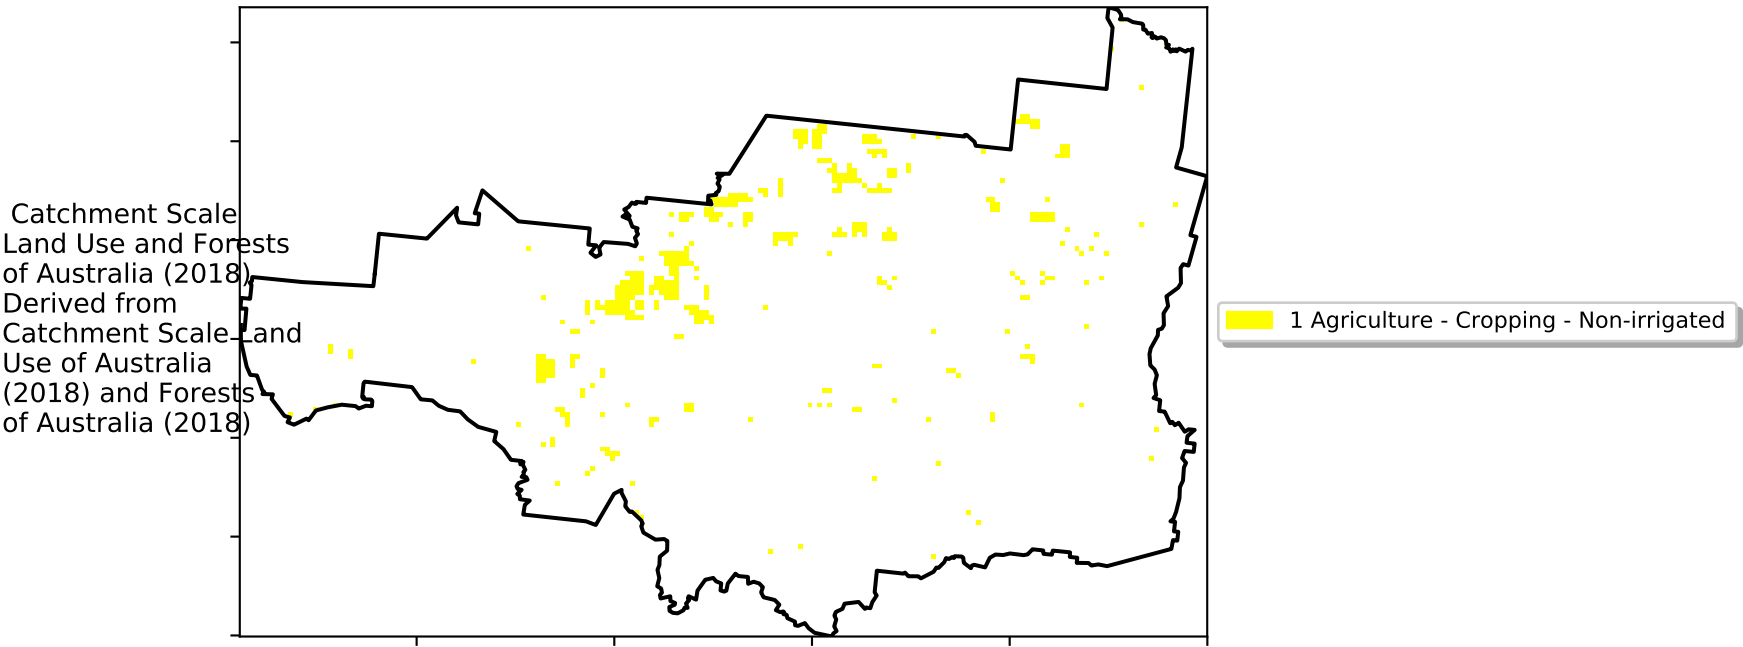 Catchment Scale
Land Use and Forests
of Australia (2018)
Derived from
Catchment Scale Land
Use of Australia
(2018) and Forests
of Australia (2018)
1 Agriculture - Cropping - Non-irrigated